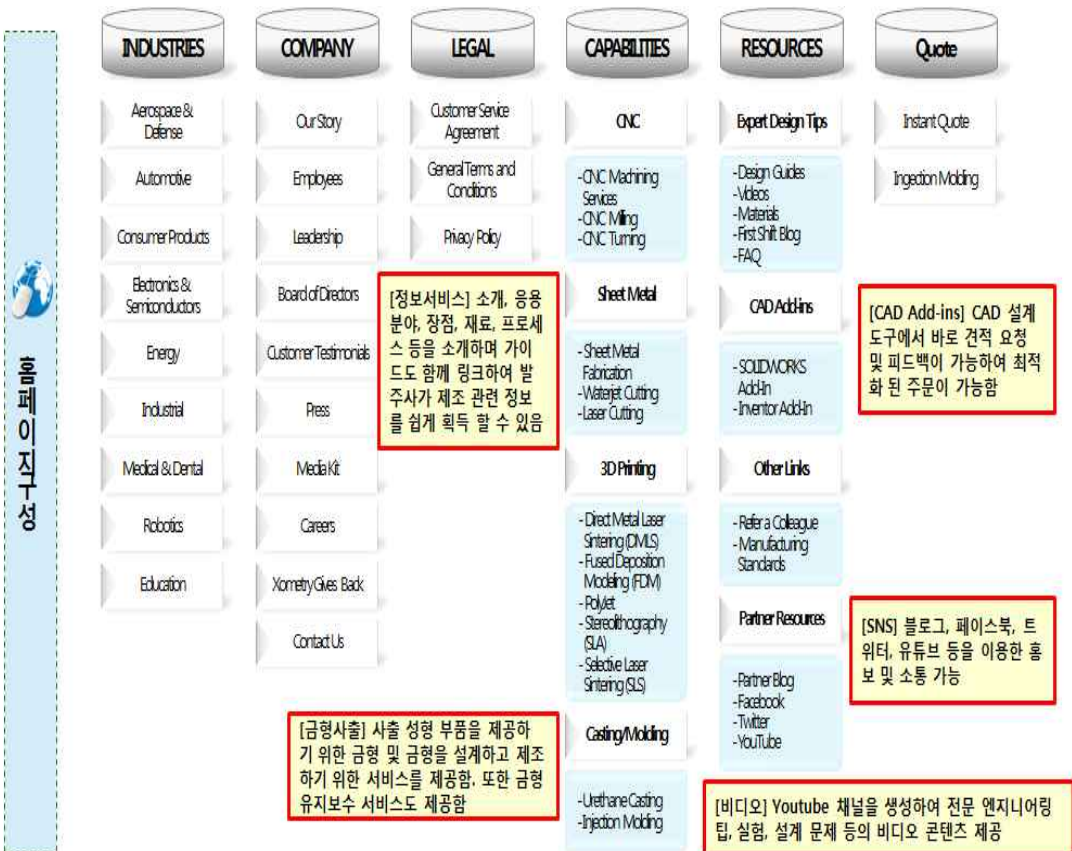 홈페이지구성
INDUSTRIES
Aerospace &
Defense
Automotive
Consumer Products
Electronics &
Semiconductors
Energy
Industrial
Medical & Dental
Robotics
Education
COMPANY
Our Story
Employees
Leadership
Board of Directors
Customer Testimonials
Press
Media Kit
Careers
Xometry Gives Back
Contact Us
LEGAL
Customer Service
Agreement
General Terms and
Conditions
Privacy Policy
[정보서비스] 소개, 응용
분야, 장점, 재료, 프로세
스 등을 소개하며 가이
드도 함께 링크하여 발
주사가 제조 관련 정보
를 쉽게 획득 할 수 있음
CAPABILITIES
CNC
- CNC Machining
Services
- CNC Milling
- CNC Turning
Sheet Metal
- Sheet Metal
Fabrication
- Waterjet Cutting
- Laser Cutting
3D Printing
- Direct Metal Laser
Sintering (DMLS)
- Fused Deposition
Modeling (FDM)
- PolyJet
- Stereolithography
(SLA)
- Selective Laser
Sintering (SLS)
Casting/Molding
- Urethane Casting
- Injection Molding
[금형사출] 사출 성형 부품을 제공하
기 위한 금형 및 금형을 설계하고 제조
하기 위한 서비스를 제공함. 또한 금형
유지보수 서비스도 제공함
RESOURCES
Expert Design Tips
- Design Guides
- Videos
- Materials
- First Shift Blog
- FAQ
CAD Add-ins
- SOLIDWORKS
Add-In
- Inventor Add-In
Other Links
- Refer a Colleague
- Manufacturing
Standards
Partner Resources
- Partner Blog
- Facebook
- Twitter
- YouTube
Quote
Instant Quote
Ingection Molding
[CAD Add-ins] CAD 설계
도구에서 바로 견적 요청
및 피드백이 가능하여 최적
화 된 주문이 가능함
[SNS] 블로그, 페이스북, 트
위터, 유튜브 등을 이용한 홍
보 및 소통 가능
[비디오] Youtube 채널을 생성하여 전문 엔지니어링
팁, 실험, 설계 문제 등의 비디오 콘텐츠 제공